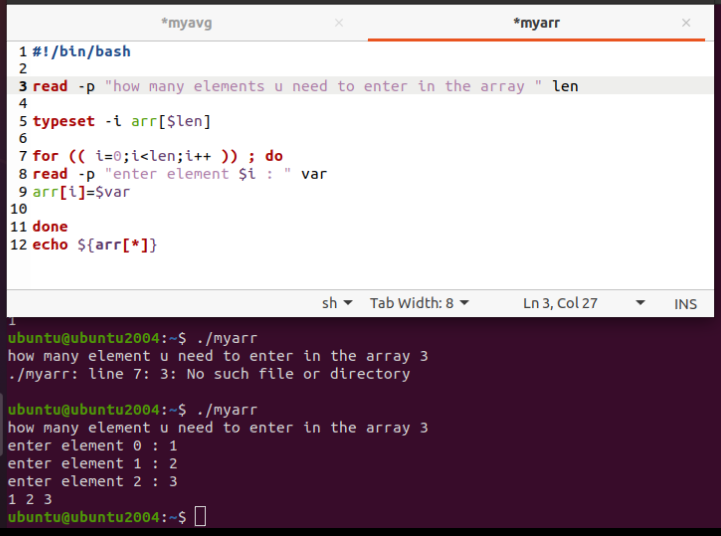 *myavg × *myarr ×
1 #!/bin/bash
2
3 read -p "how many elements u need to enter in the array " len
4
5 typeset -i arr[$len]
6
7 for (( i=0;i<len;i++ )) ; do
8 read -p "enter element $i : " var
9 arr[i]=$var
10
11 done
12 echo ${arr[*]}
sh Tab Width: 8 Ln 3, Col 27 INS
1
ubuntu@ubuntu2004:~$ ./myarr
how many element u need to enter in the array 3
./myarr: line 7: 3: No such file or directory
ubuntu@ubuntu2004:~$ ./myarr
how many element u need to enter in the array 3
enter element 0 : 1
enter element 1 : 2
enter element 2 : 3
1 2 3
ubuntu@ubuntu2004:~$